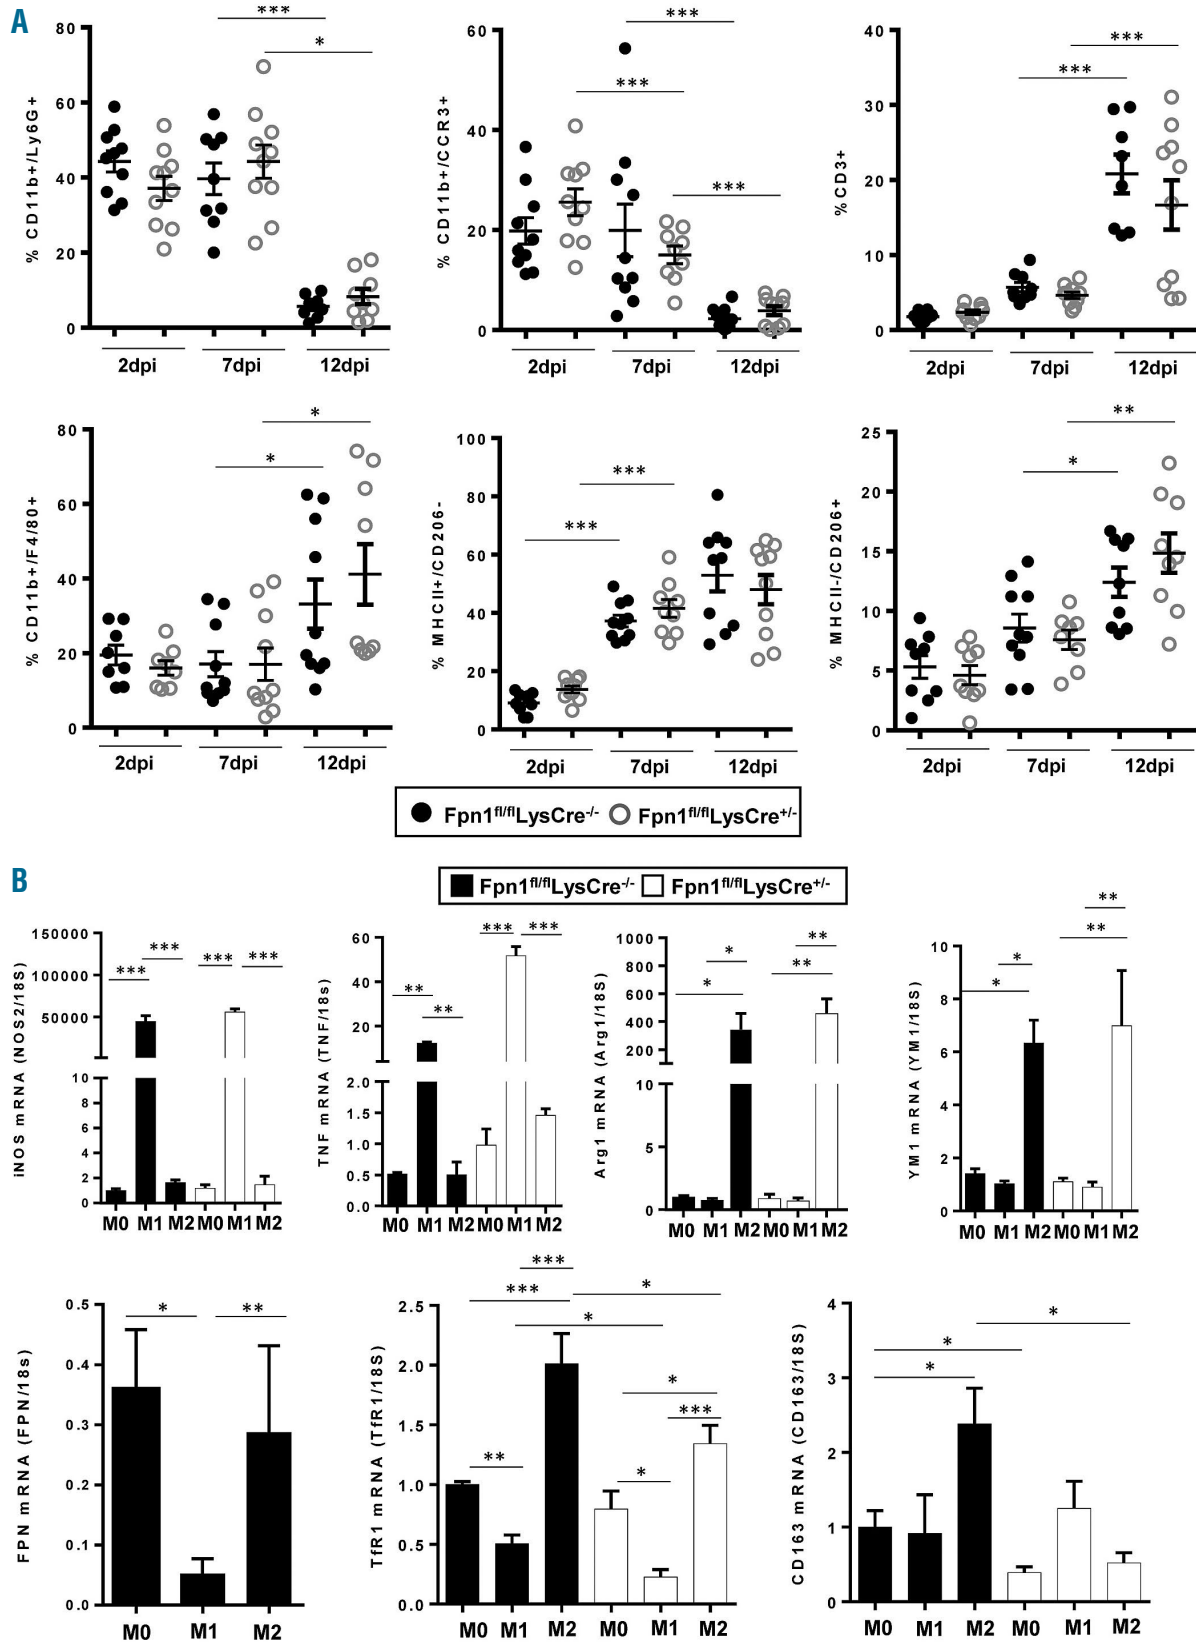 A
*** *
% CD11b+/Ly6G+
80
60
40
20
0
2dpi 7dpi 12dpi
*** *** ***
% CD11b+/CCR3+
60
40
20
0
2dpi 7dpi 12dpi
*** ***
%CD3+
40
30
20
10
0
2dpi 7dpi 12dpi
* *
% CD11b+/F4/80+
80
60
40
20
0
2dpi 7dpi 12dpi
*** ***
% MHCII+/CD206-
100
80
60
40
20
0
2dpi 7dpi 12dpi
** *
% MHCII-/CD206+
25
20
15
10
5
0
2dpi 7dpi 12dpi
Fpn1fl/flLysCre-/- Fpn1fl/flLysCre+/-
B
Fpn1fl/flLysCre-/- Fpn1fl/flLysCre+/-
*** *** *** ***
iNOS mRNA (NOS2/18S)
150000
100000
50000
10
8
6
4
2
0
M0 M1 M2 M0 M1 M2
*** *** ** **
TNF mRNA (TNF/18s)
60
40
20
2.0
1.5
1.0
0.5
0.0
M0 M1 M2 M0 M1 M2
** * ** *
Arg1 mRNA (Arg1/18S)
1000
800
600
400
200
10
5
0
M0 M1 M2 M0 M1 M2
** ** * *
YM1 mRNA (YM1/18S)
10
8
6
4
2
0
M0 M1 M2 M0 M1 M2
* **
FPN mRNA (FPN/18s)
0.5
0.4
0.3
0.2
0.1
0.0
M0 M1 M2
*** *** * * * *** ** *
TfR1 mRNA (TfR1/18S)
2.5
2.0
1.5
1.0
0.5
0.0
M0 M1 M2 M0 M1 M2
* * *
CD163 mRNA (CD163/18S)
4
3
2
1
0
M0 M1 M2 M0 M1 M2